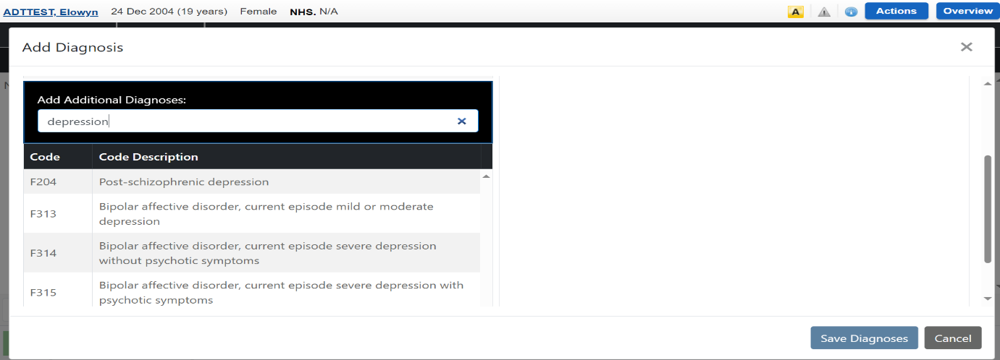 ADTTEST, Elowyn 24 Dec 2004 (19 years) Female NHS. N/A A Actions Overview
Add Diagnosis
Add Additional Diagnoses:
depression
Code Code Description
F204 Post-schizophrenic depression
F313 Bipolar affective disorder, current episode mild or moderate
depression
F314 Bipolar affective disorder, current episode severe depression
without psychotic symptoms
F315 Bipolar affective disorder, current episode severe depression with
psychotic symptoms
Save Diagnoses Cancel